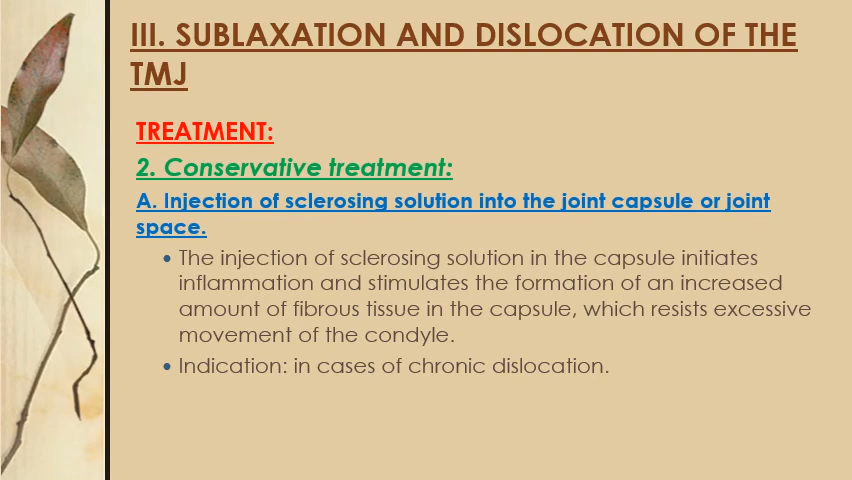 III. SUBLAXATION AND DISLOCATION OF THE
TMJ
TREATMENT:
2. Conservative treatment:
A. Injection of sclerosing solution into the joint capsule or joint
space.
• The injection of sclerosing solution in the capsule initiates
inflammation and stimulates the formation of an increased
amount of fibrous tissue in the capsule, which resists excessive
movement of the condyle.
• Indication: in cases of chronic dislocation.